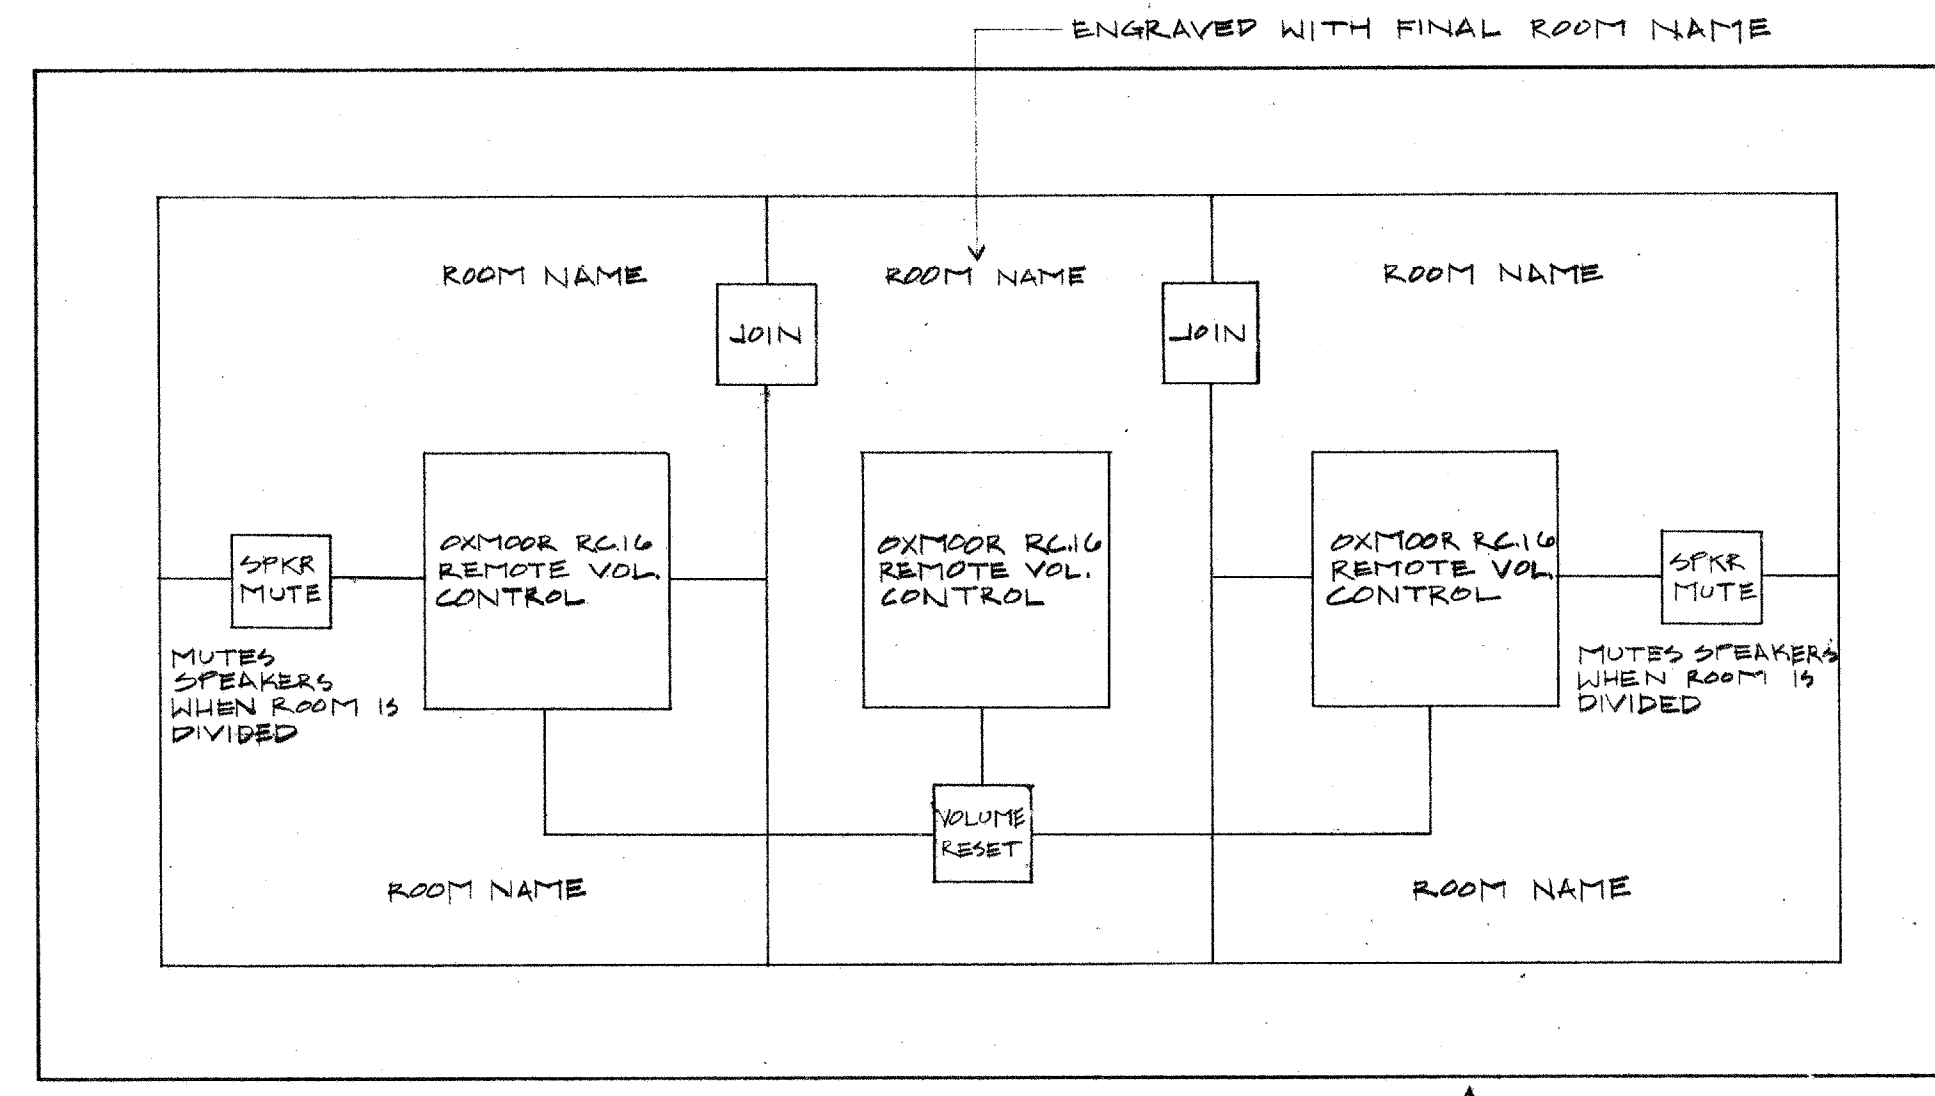 ENGRAVED WITH FINAL ROOM NAME
ROOM NAME
ROOM NAME
ROOM NAME
JOIN
JOIN
SPKR
MUTE
OXMOOR RC.16
REMOTE VOL.
CONTROL
OXMOOR RC.16
REMOTE VOL.
CONTROL
OXMOOR RC.16
REMOTE VOL.
CONTROL
SPKR
MUTE
MUTES
SPEAKERS
WHEN ROOM IS
DIVIDED
MUTES SPEAKERS
WHEN ROOM IS
DIVIDED
VOLUME
RESET
ROOM NAME
ROOM NAME